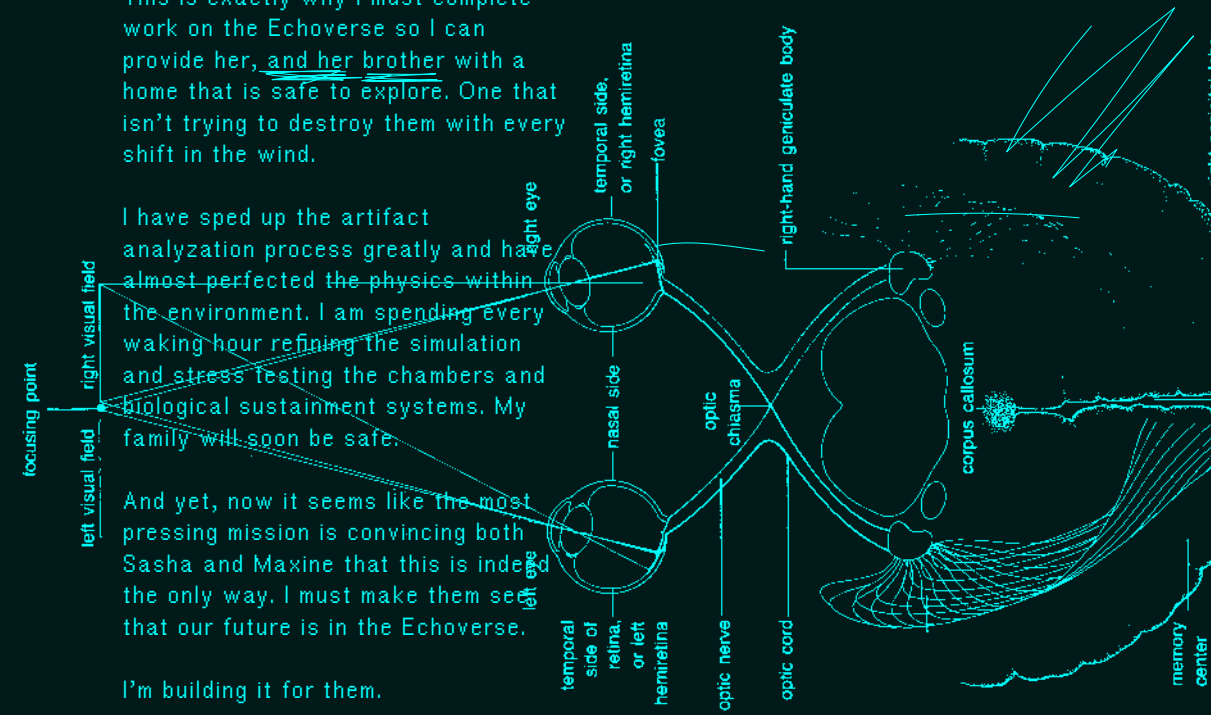 This is exactly why I must complete
work on the Echoverse so I can
provide her, and her brother with a
home that is safe to explore. One that
isn't trying to destroy them with every
shift in the wind.
I have sped up the artifact
analyzation process greatly and have
almost perfected the physics within
the environment. I am spending every
waking hour refining the simulation
and stress testing the chambers and
biological sustainment systems. My
family will soon be safe.
And yet, now it seems like the most
pressing mission is convincing both
Sasha and Maxine that this is indeed
the only way. I must make them see
that our future is in the Echoverse.
I'm building it for them.
focusing point
right visual field
left visual field
right eye
left eye
temporal side,
or right hemiretina
fovea
nasal side
temporal
side of
retina,
or left
hemiretina
optic
chiasma
optic nerve
optic cord
right-hand geniculate body
corpus callosum
memory
center